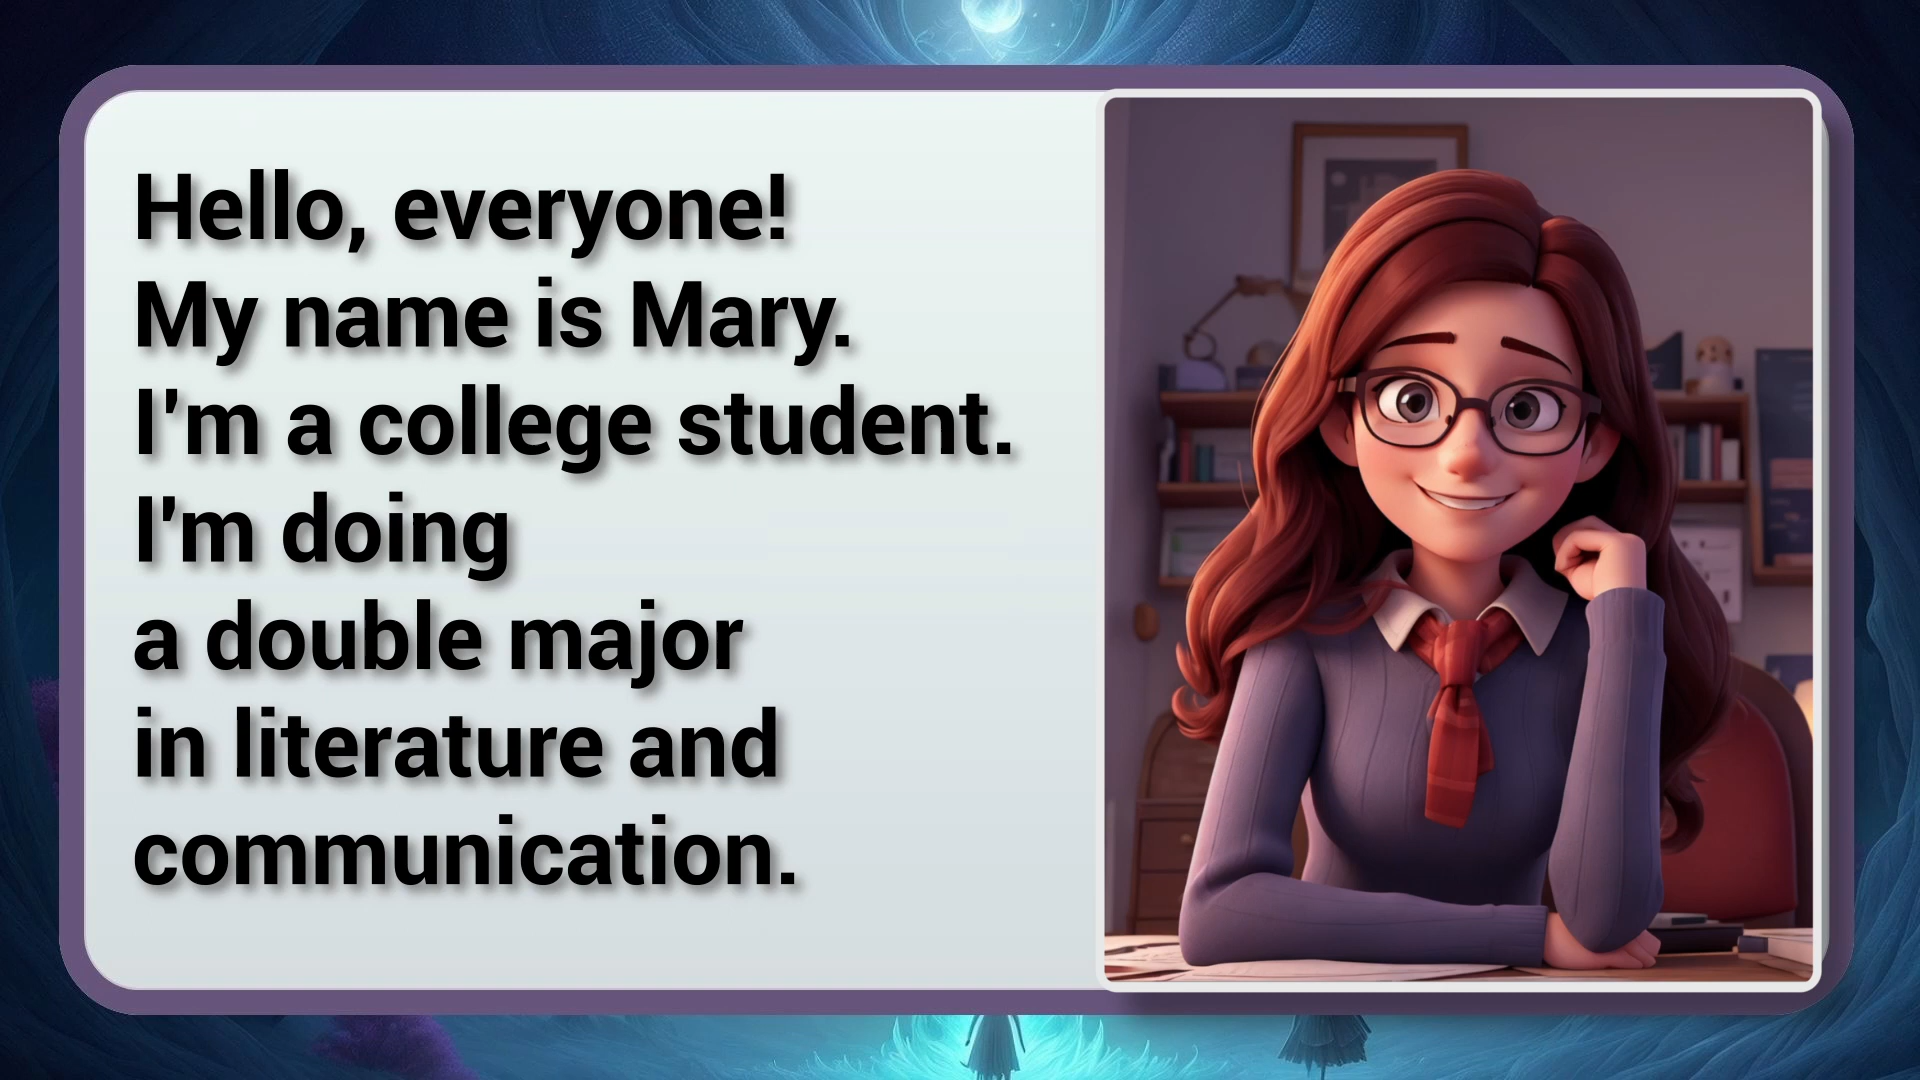 Hello, everyone!
My name is Mary.
I'm a college student.
I'm doing
a double major
in literature and
communication.